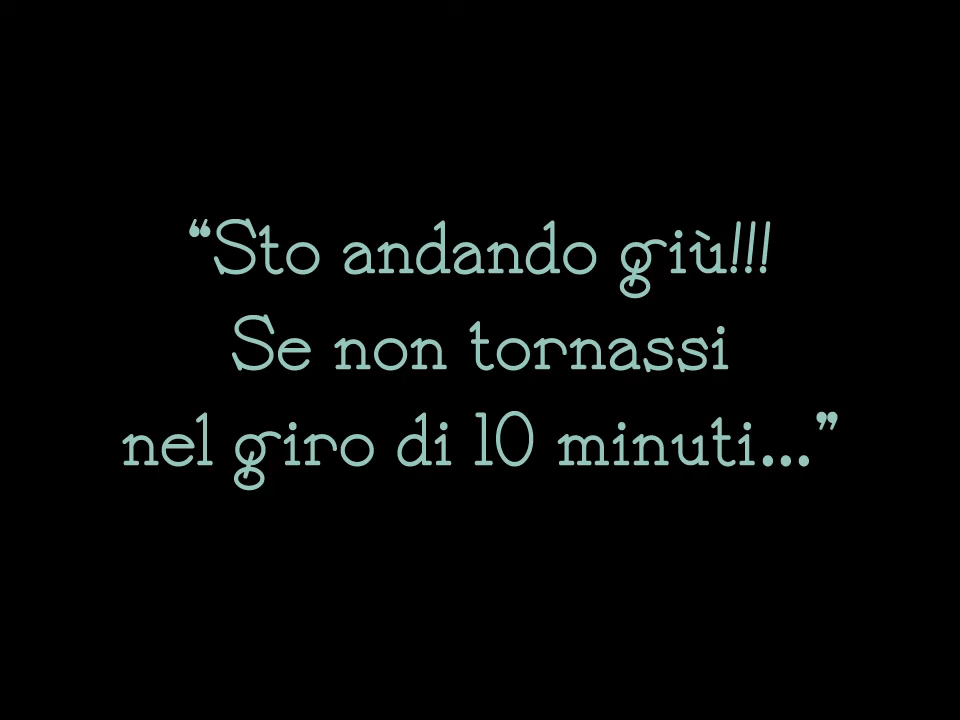 “Sto andando giù!!!
Se non tornassi
nel giro di 10 minuti...”